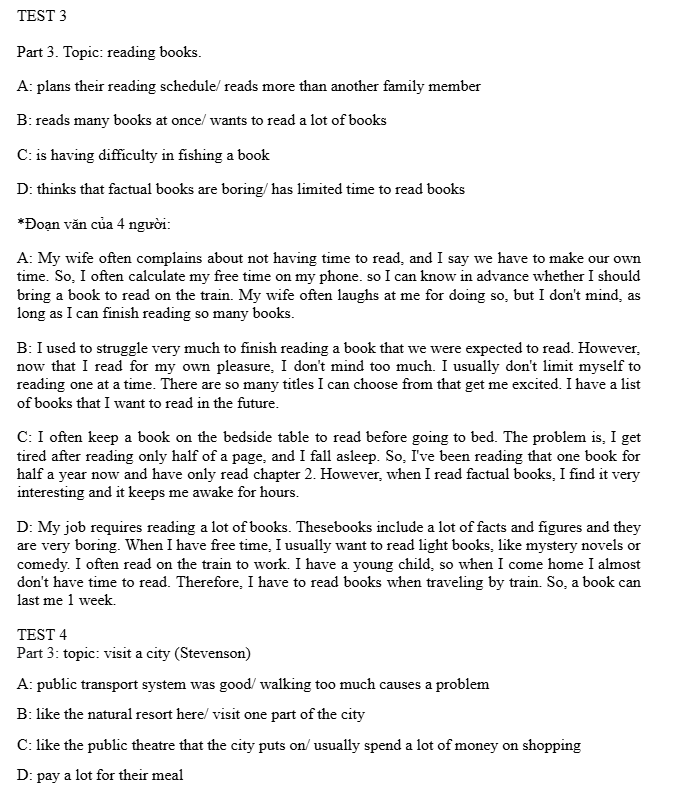 TEST 3
Part 3. Topic: reading books.
A: plans their reading schedule/ reads more than another family member
B: reads many books at once/ wants to read a lot of books
C: is having difficulty in fishing a book
D: thinks that factual books are boring/ has limited time to read books
*Đoạn văn của 4 người:
A: My wife often complains about not having time to read, and I say we have to make our own
time. So, I often calculate my free time on my phone. so I can know in advance whether I should
bring a book to read on the train. My wife often laughs at me for doing so, but I don't mind, as
long as I can finish reading so many books.
B: I used to struggle very much to finish reading a book that we were expected to read. However,
now that I read for my own pleasure, I don't mind too much. I usually don't limit myself to
reading one at a time. There are so many titles I can choose from that get me excited. I have a list
of books that I want to read in the future.
C: I often keep a book on the bedside table to read before going to bed. The problem is, I get
tired after reading only half of a page, and I fall asleep. So, I've been reading that one book for
half a year now and have only read chapter 2. However, when I read factual books, I find it very
interesting and it keeps me awake for hours.
D: My job requires reading a lot of books. Thesebooks include a lot of facts and figures and they
are very boring. When I have free time, I usually want to read light books, like mystery novels or
comedy. I often read on the train to work. I have a young child, so when I come home I almost
don't have time to read. Therefore, I have to read books when traveling by train. So, a book can
last me 1 week.
TEST 4
Part 3: topic: visit a city (Stevenson)
A: public transport system was good/ walking too much causes a problem
B: like the natural resort here/ visit one part of the city
C: like the public theatre that the city puts on/ usually spend a lot of money on shopping
D: pay a lot for their meal